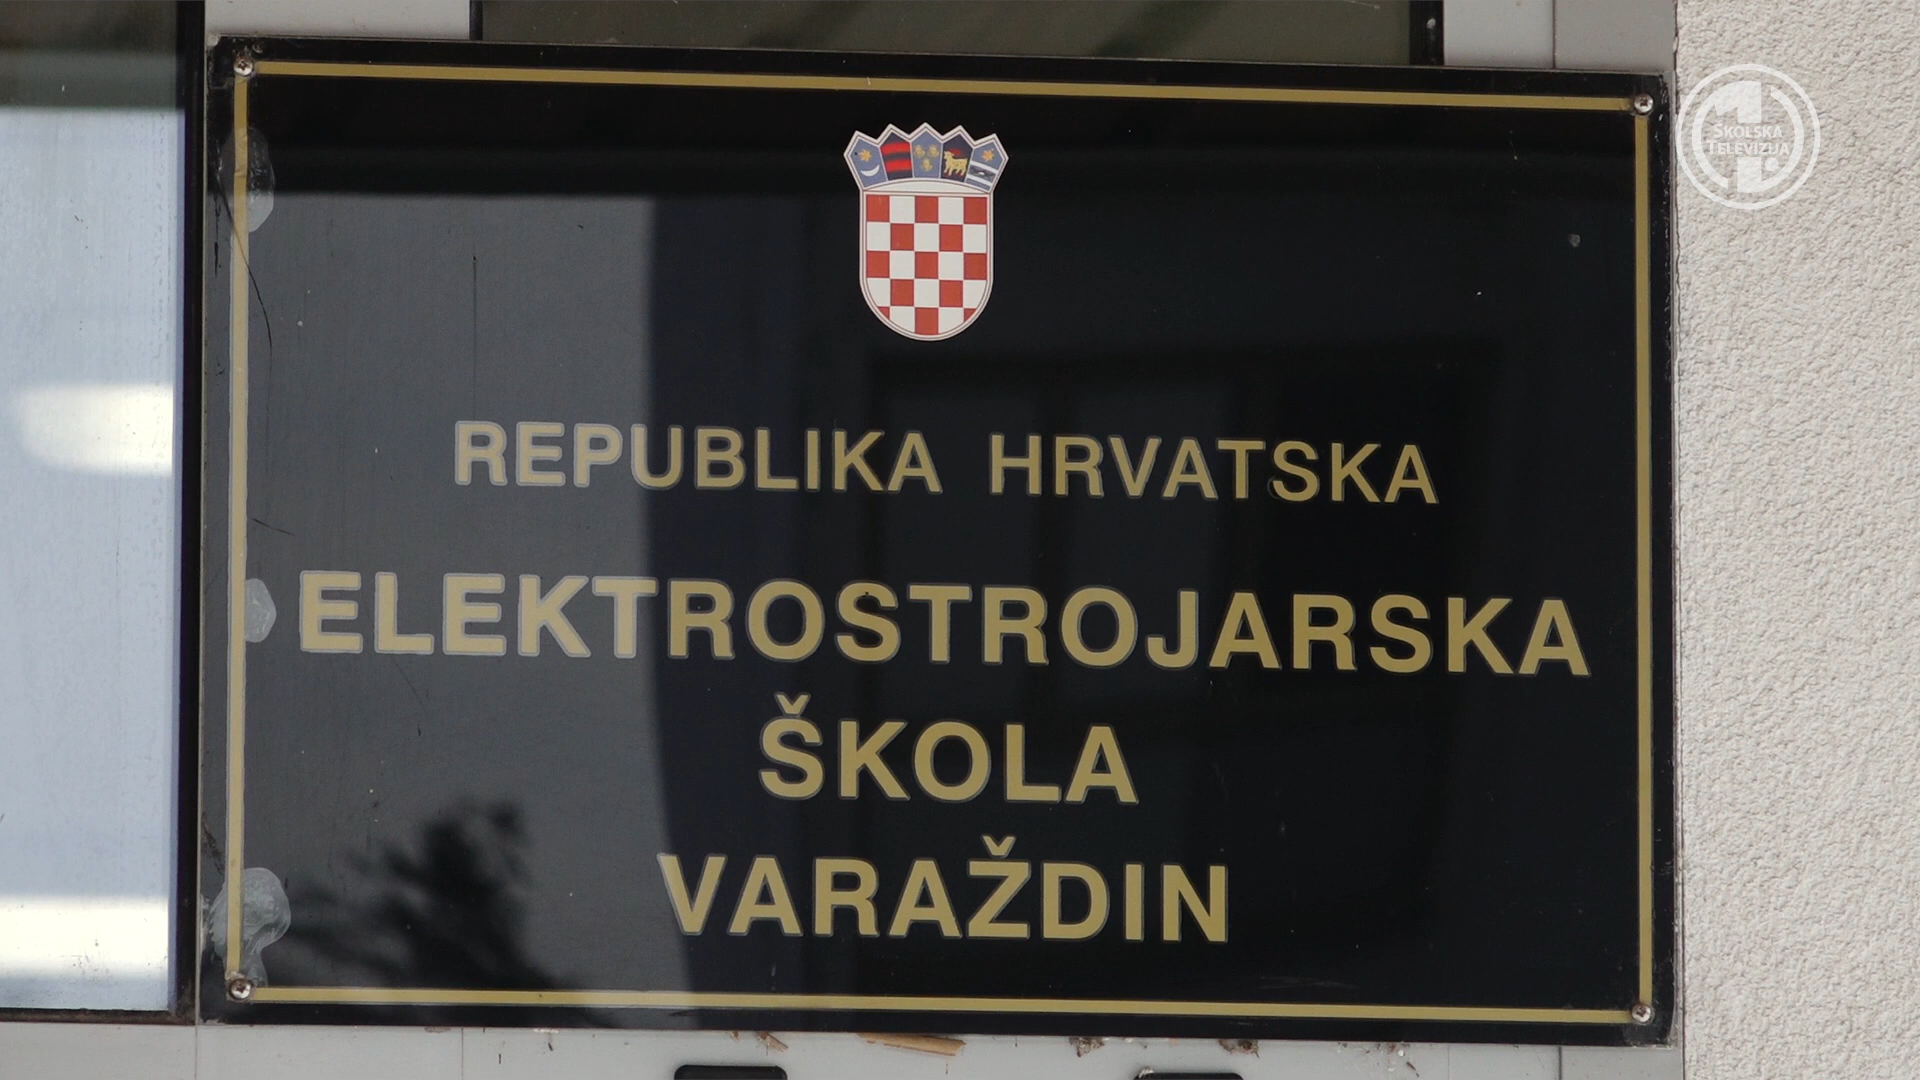 ŠKOLSKA
TELEVIZIJA
REPUBLIKA HRVATSKA
ELEKTROSTROJARSKA
ŠKOLA
VARAŽDIN